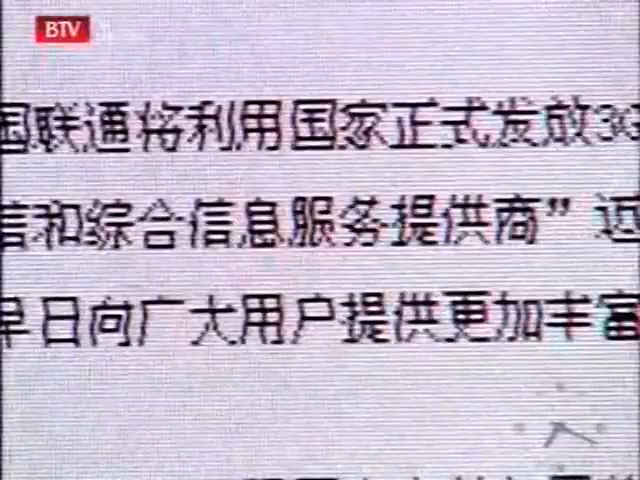 BTV
国联通将利用国家正式发放3G
信和综合信息服务提供商”迈
早日向广大用户提供更加丰富